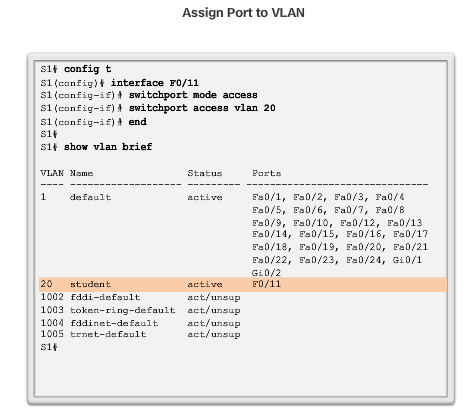 Assign Port to VLAN
S1# config t
S1(config)# interface F0/11
S1(config-if)# switchport mode access
S1(config-if)# switchport access vlan 20
S1(config-if)# end
S1#
S1# show vlan brief
VLAN Name Status Ports
---- -------------------- --------- -------------------------------
1 default active Fa0/1, Fa0/2, Fa0/3, Fa0/4
Fa0/5, Fa0/6, Fa0/7, Fa0/8
Fa0/9, Fa0/10, Fa0/12, Fa0/13
Fa0/14, Fa0/15, Fa0/16, Fa0/17
Fa0/18, Fa0/19, Fa0/20, Fa0/21
Fa0/22, Fa0/23, Fa0/24, Gi0/1
Gi0/2
20 student active F0/11
1002 fddi-default act/unsup
1003 token-ring-default act/unsup
1004 fddinet-default act/unsup
1005 trnet-default act/unsup
S1#